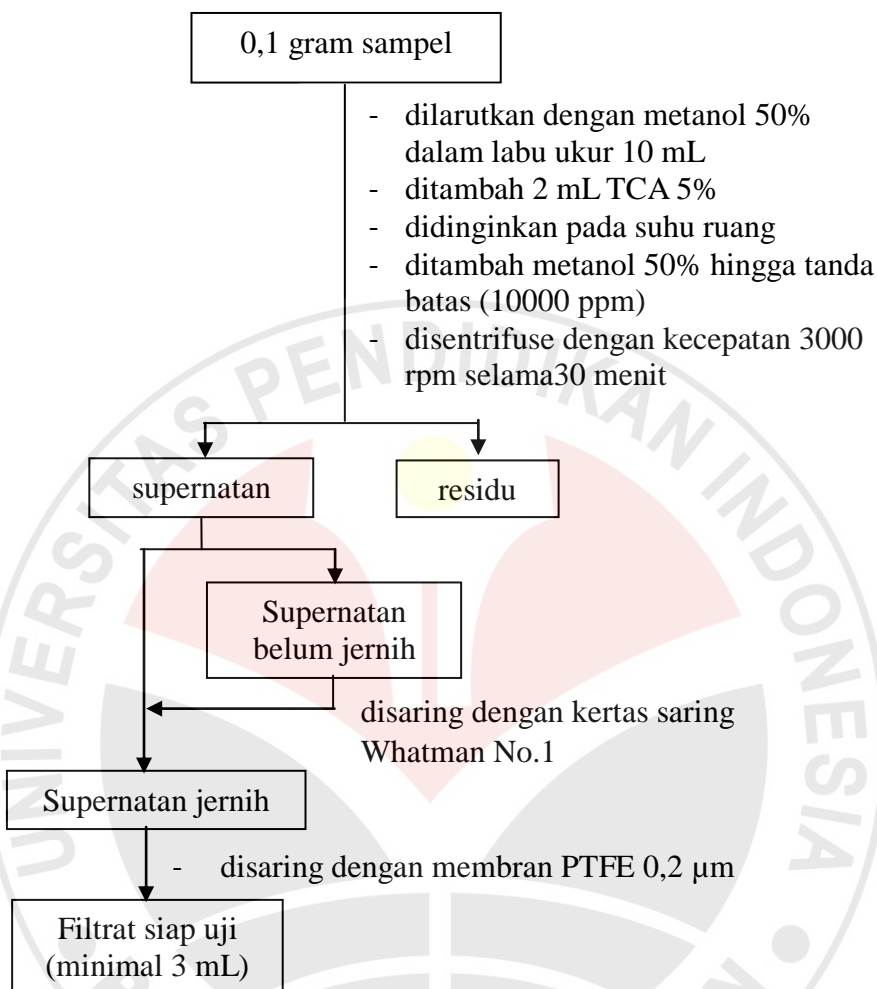 0,1 gram sampel
- dilarutkan dengan metanol 50%
dalam labu ukur 10 mL
- ditambah 2 mL TCA 5%
- didinginkan pada suhu ruang
- ditambah metanol 50% hingga tanda
batas (10000 ppm)
- disentrifuse dengan kecepatan 3000
rpm selama30 menit
supernatan
residu
Supernatan
belum jernih
disaring dengan kertas saring
Whatman No.1
Supernatan jernih
- disaring dengan membran PTFE 0,2 µm
Filtrat siap uji
(minimal 3 mL)
UNIVERSITAS PENDIDIKAN INDONESIA